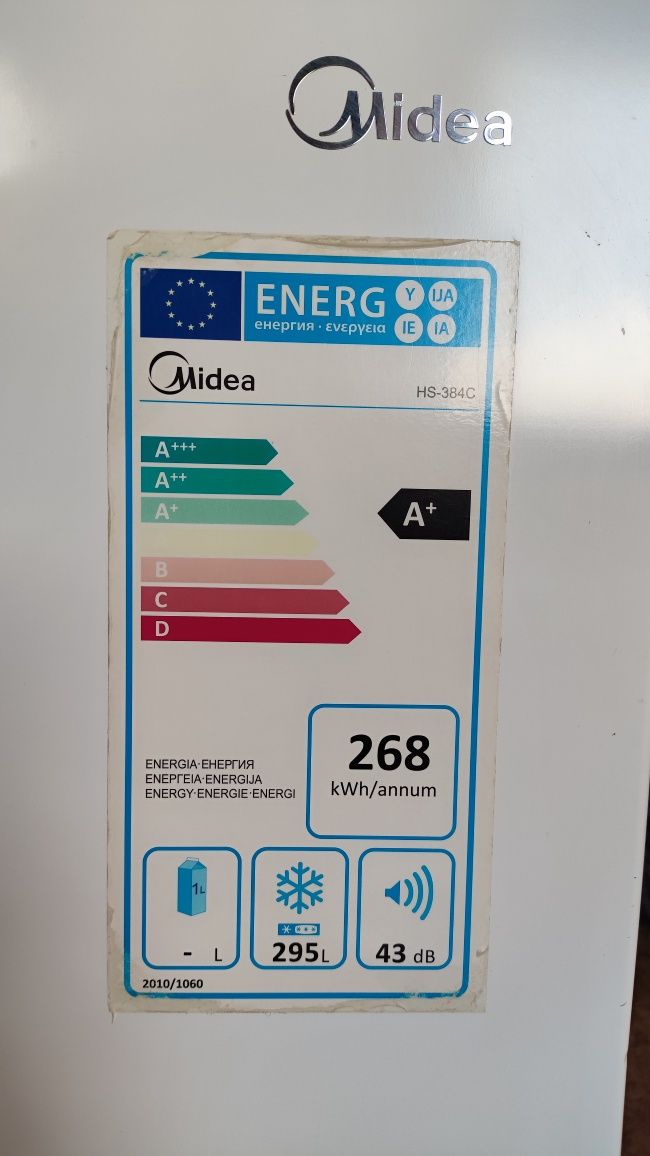 Midea
ENERG Y IJA
енергия · ενεργεια IE IA
Midea
HS-384C
A+++
A++
A+
A+
B
C
D
268
kWh/annum
ENERGIA·ЕНЕРГИЯ
ΕΝΕΡΓΕΙΑ·ENERGIJA
ENERGY·ENERGIE·ENERGI
1L
- L
295L
43 dB
2010/1060